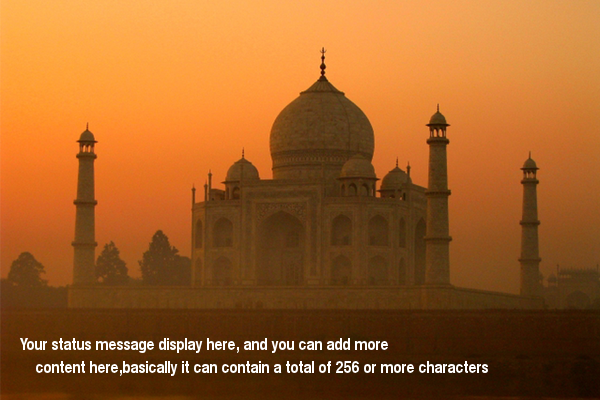 Your status message display here, and you can add more
content here,basically it can contain a total of 256 or more characters